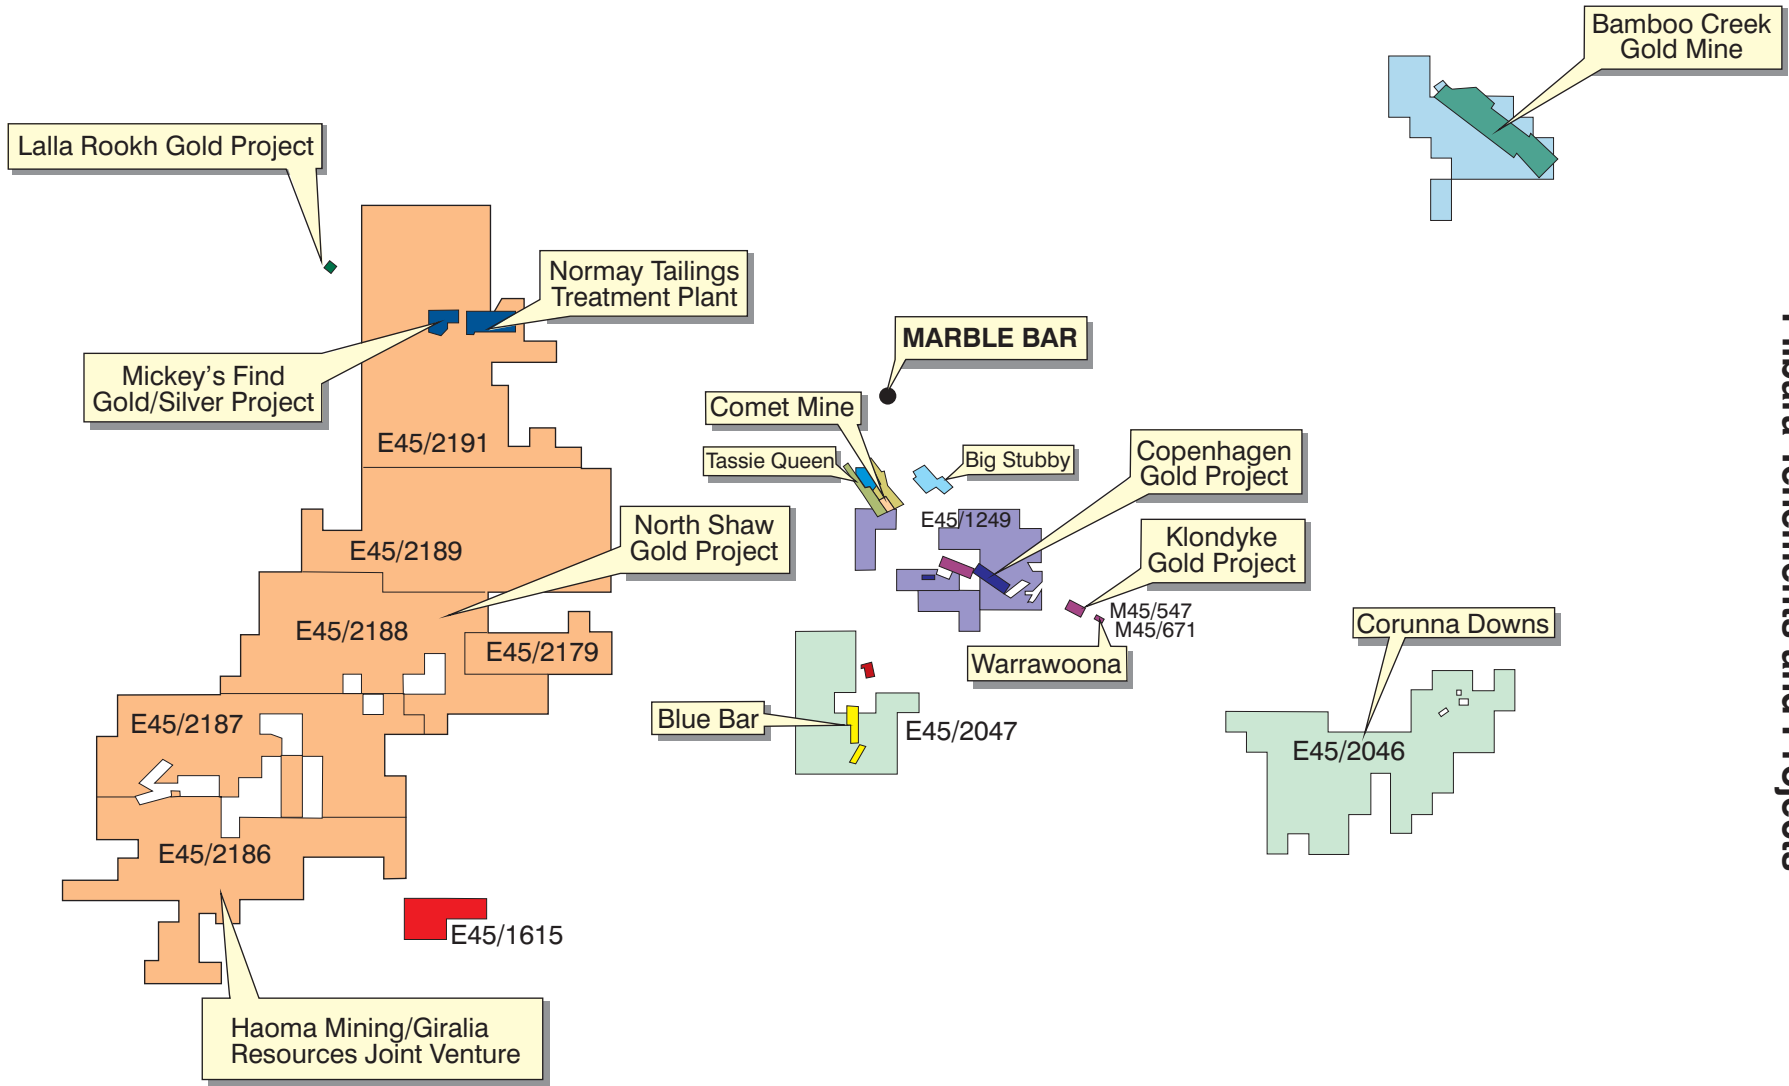 Bamboo Creek
Gold Mine
Lalla Rookh Gold Project
Normay Tailings
Treatment Plant
MARBLE BAR
Mickey's Find
Gold/Silver Project
Comet Mine
E45/2191
Tassie Queen
Big Stubby
Copenhagen
Gold Project
North Shaw
Gold Project
E45/1249
E45/2189
Klondyke
Gold Project
M45/547
M45/671
E45/2188
E45/2179
Warrawoona
Corunna Downs
E45/2187
Blue Bar
E45/2047
E45/2046
E45/2186
E45/1615
Haoma Mining/Giralia
Resources Joint Venture
Tenements and Projects